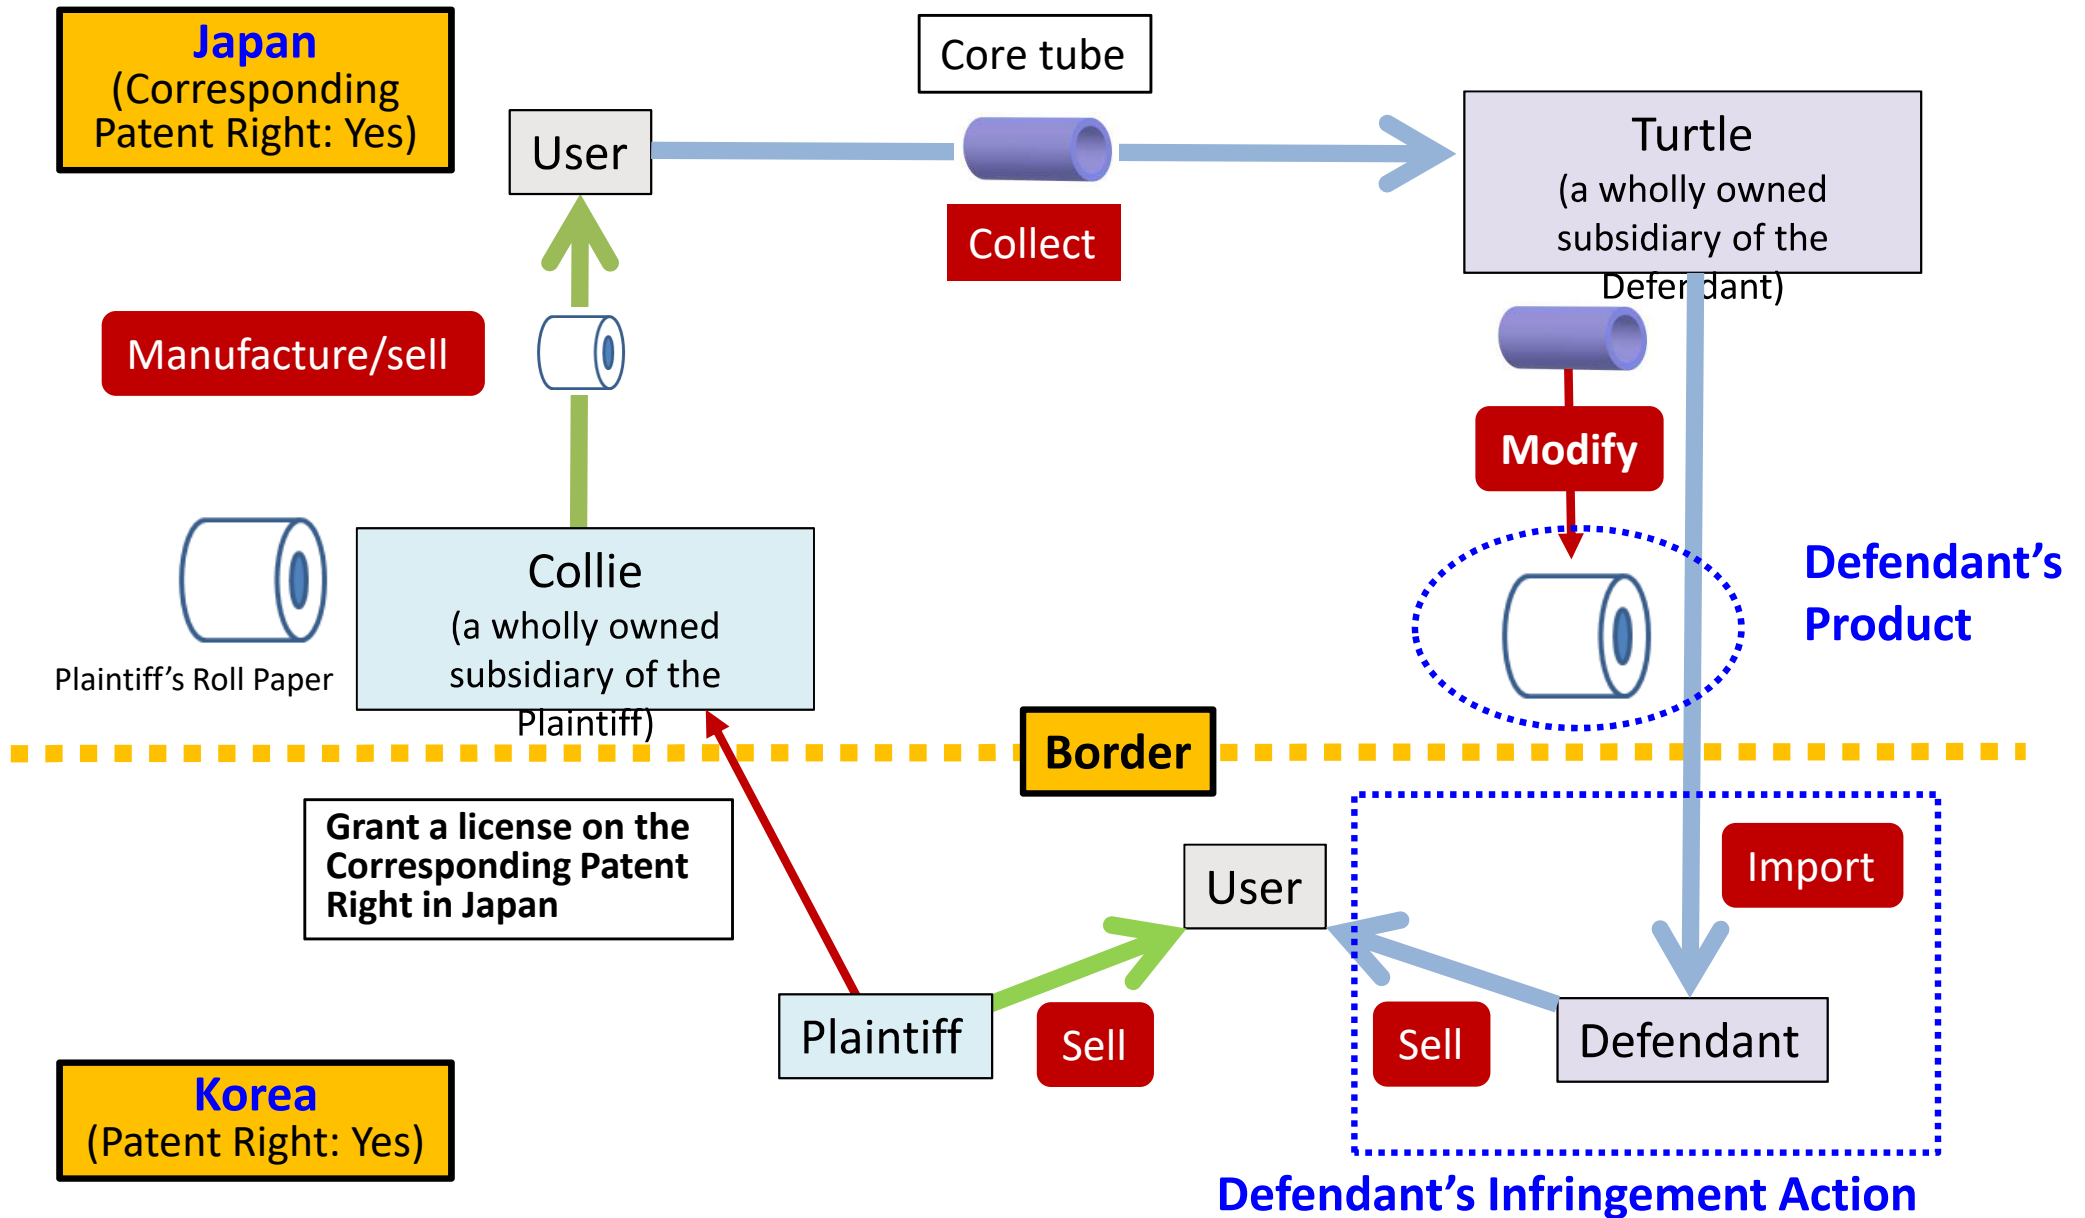 Japan
(Corresponding
Patent Right: Yes)
Core tube
User
Turtle
(a wholly owned
subsidiary of the
Defendant)
Collect
Manufacture/sell
Modify
Collie
(a wholly owned
subsidiary of the
Plaintiff)
Plaintiff’s Roll Paper
Defendant’s
Product
Border
Grant a license on the
Corresponding Patent
Right in Japan
User
Import
Plaintiff
Sell
Sell
Defendant
Korea
(Patent Right: Yes)
Defendant’s Infringement Action